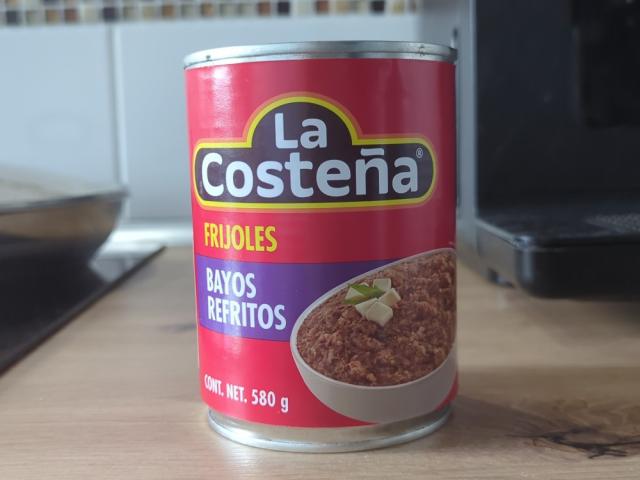 La
Costeña®
FRIJOLES
BAYOS
REFRITOS
CONT. NET. 580 g